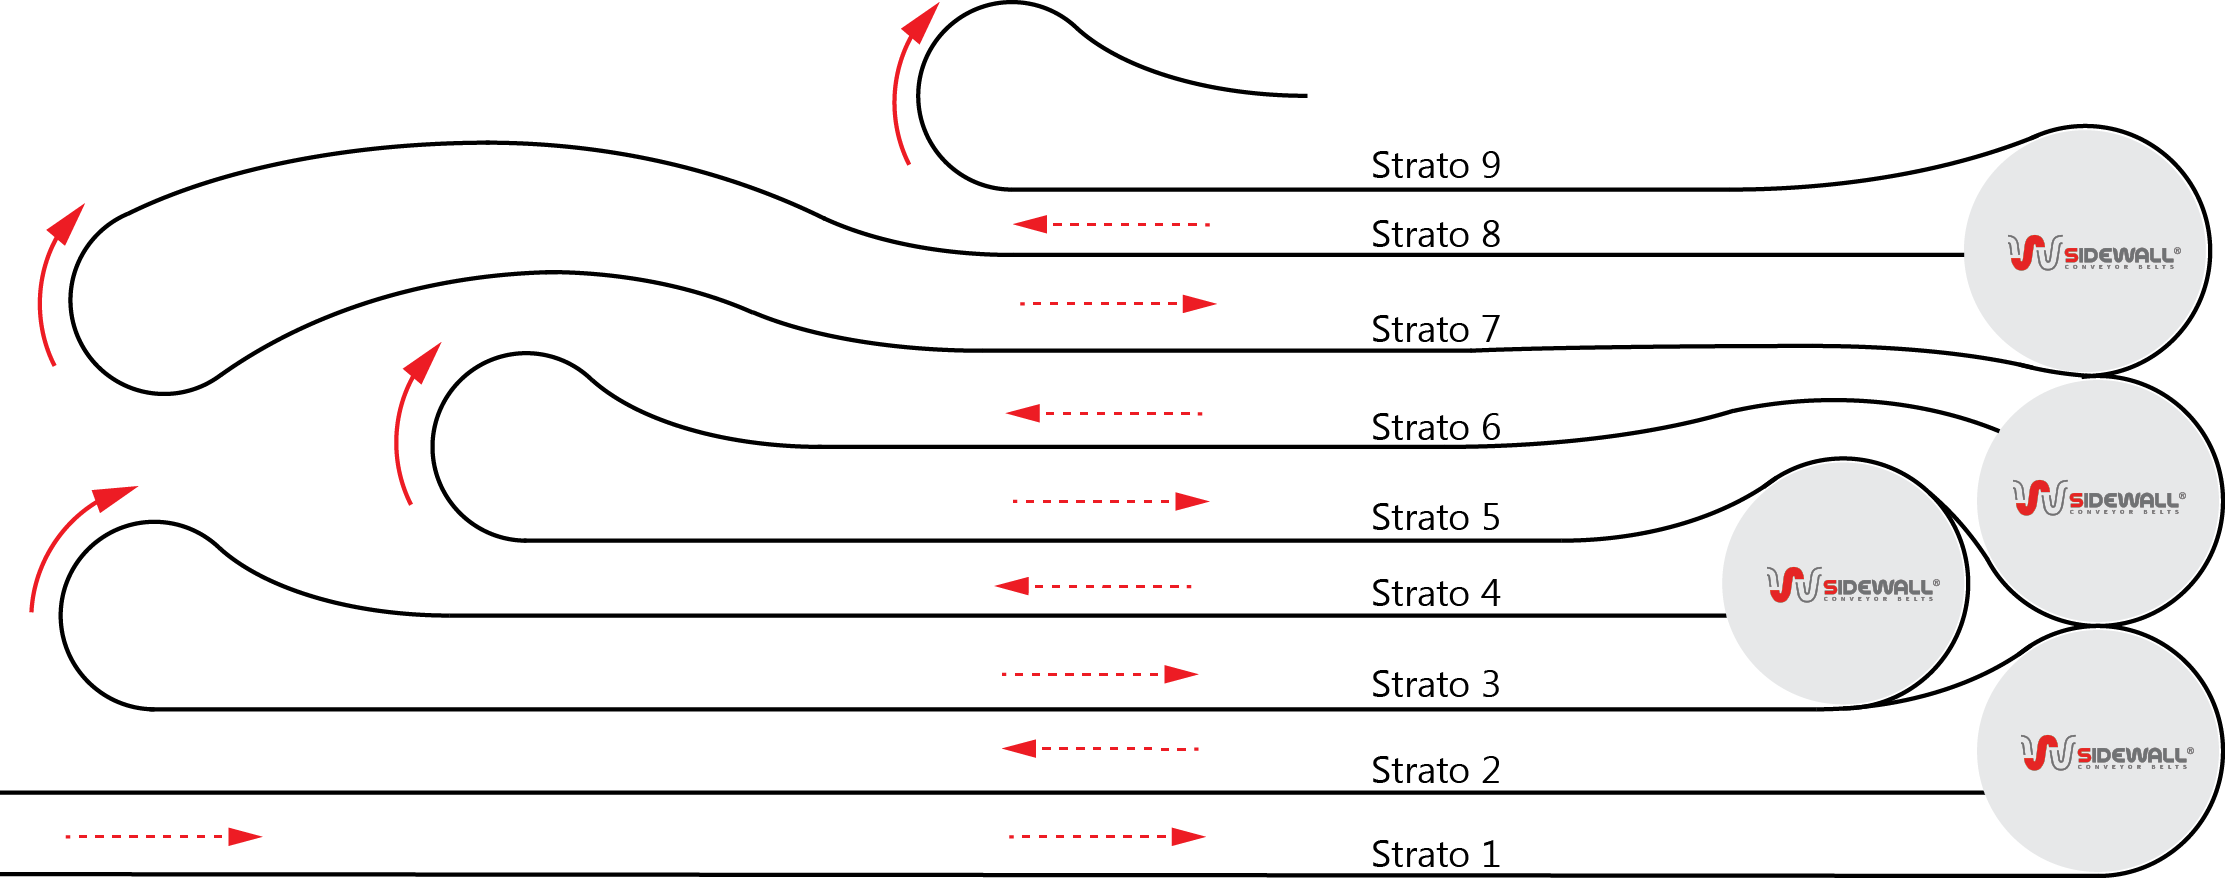 Strato 9
Strato 8
SIDEWALL®
CONVEYOR BELTS
Strato 7
Strato 6
SIDEWALL®
CONVEYOR BELTS
Strato 5
Strato 4
SIDEWALL®
CONVEYOR BELTS
Strato 3
Strato 2
SIDEWALL®
CONVEYOR BELTS
Strato 1